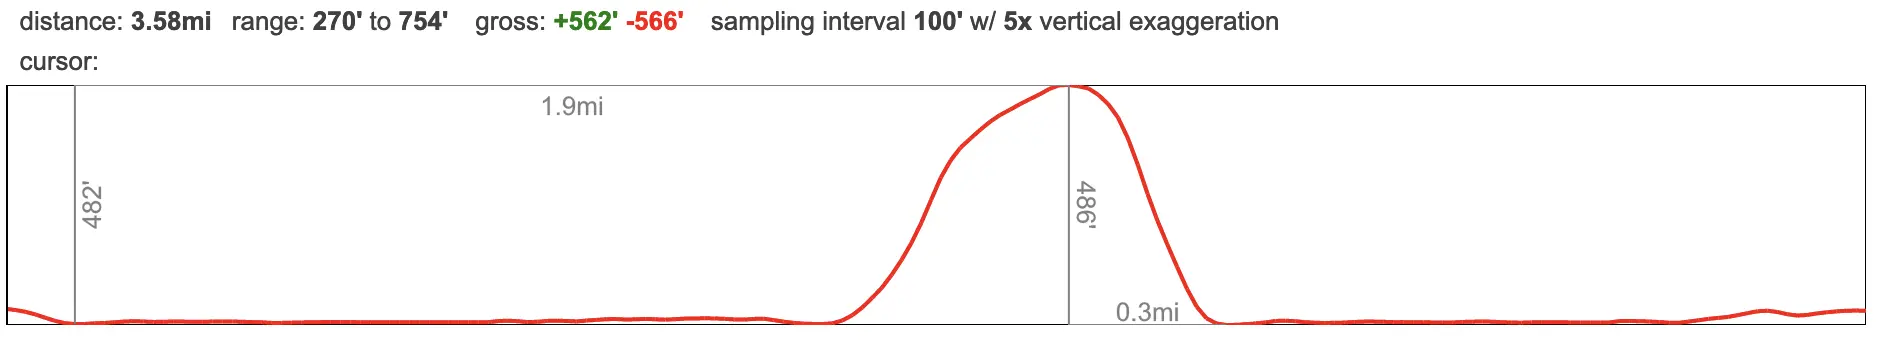 distance: 3.58mi range: 270' to 754' gross: +562' -566' sampling interval 100' w/ 5x vertical exaggeration
cursor:
1.9mi
482'
486'
0.3mi